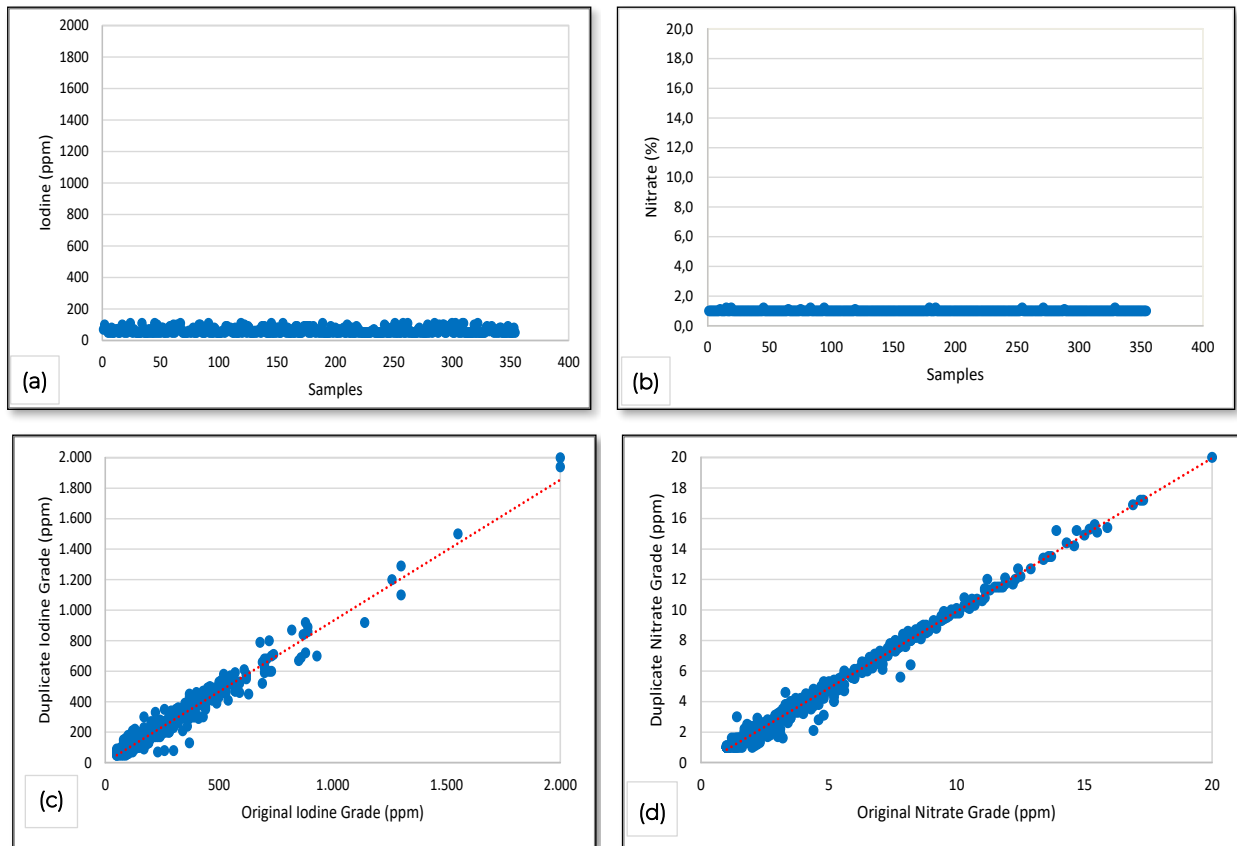 2000
1800
1600
1400
1200
1000
800
600
400
200
0
Iodine (ppm)
0 50 100 150 200 250 300 350 400
Samples
(a)
20,0
18,0
16,0
14,0
12,0
10,0
8,0
6,0
4,0
2,0
0,0
Nitrate (%)
0 50 100 150 200 250 300 350 400
Samples
(b)
2.000
1.800
1.600
1.400
1.200
1.000
800
600
400
200
0
Duplicate Iodine Grade (ppm)
0 500 1.000 1.500 2.000
Original Iodine Grade (ppm)
(c)
20
18
16
14
12
10
8
6
4
2
0
Duplicate Nitrate Grade (ppm)
0 5 10 15 20
Original Nitrate Grade (ppm)
(d)